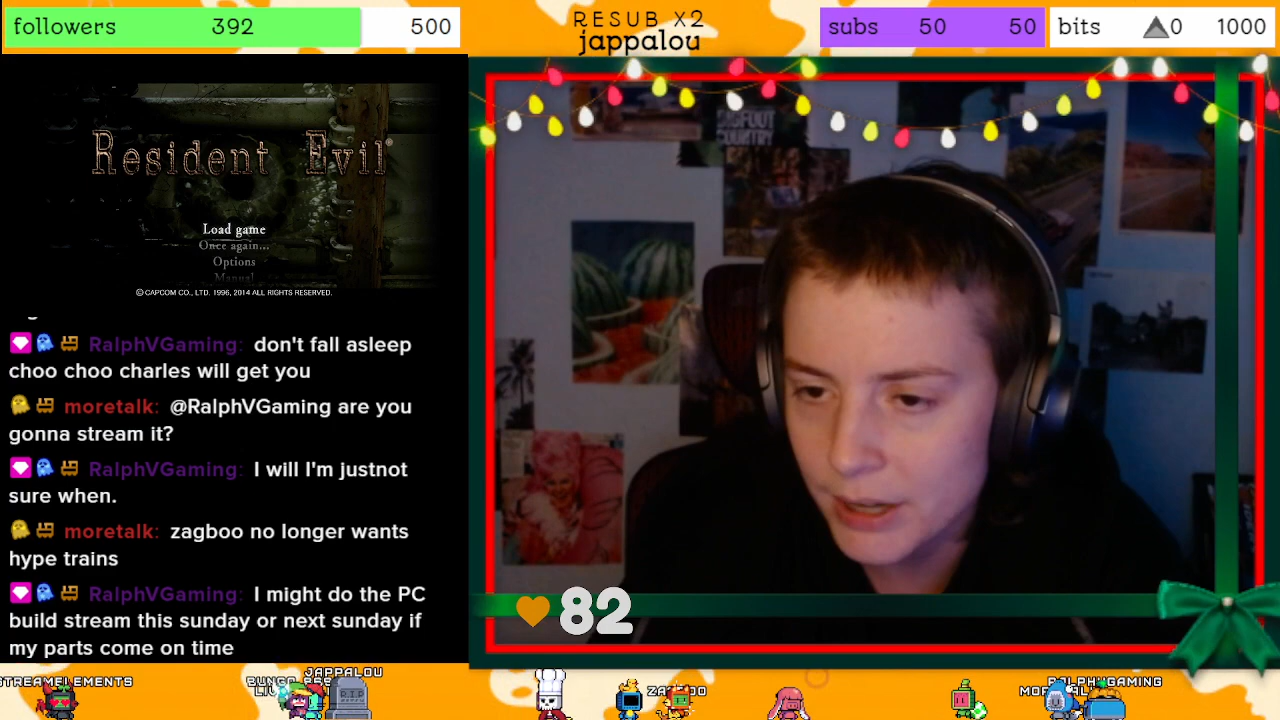 followers 392 500
RESUB X2
jappalou
subs 50 50
bits 0 1000
Resident Evil®
Load game
Once again...
Options
Manual
© CAPCOM CO., LTD. 1996, 2014 ALL RIGHTS RESERVED.
RalphVGaming: don't fall asleep
choo choo charles will get you
moretalk: @RalphVGaming are you
gonna stream it?
RalphVGaming: I will I'm justnot
sure when.
moretalk: zagboo no longer wants
hype trains
RalphVGaming: I might do the PC
build stream this sunday or next sunday if
my parts come on time
BIGFOOT
COUNTRY
82
STREAMELEMENTS
JAPPALOU
R.I.P
RALPHVGAMING